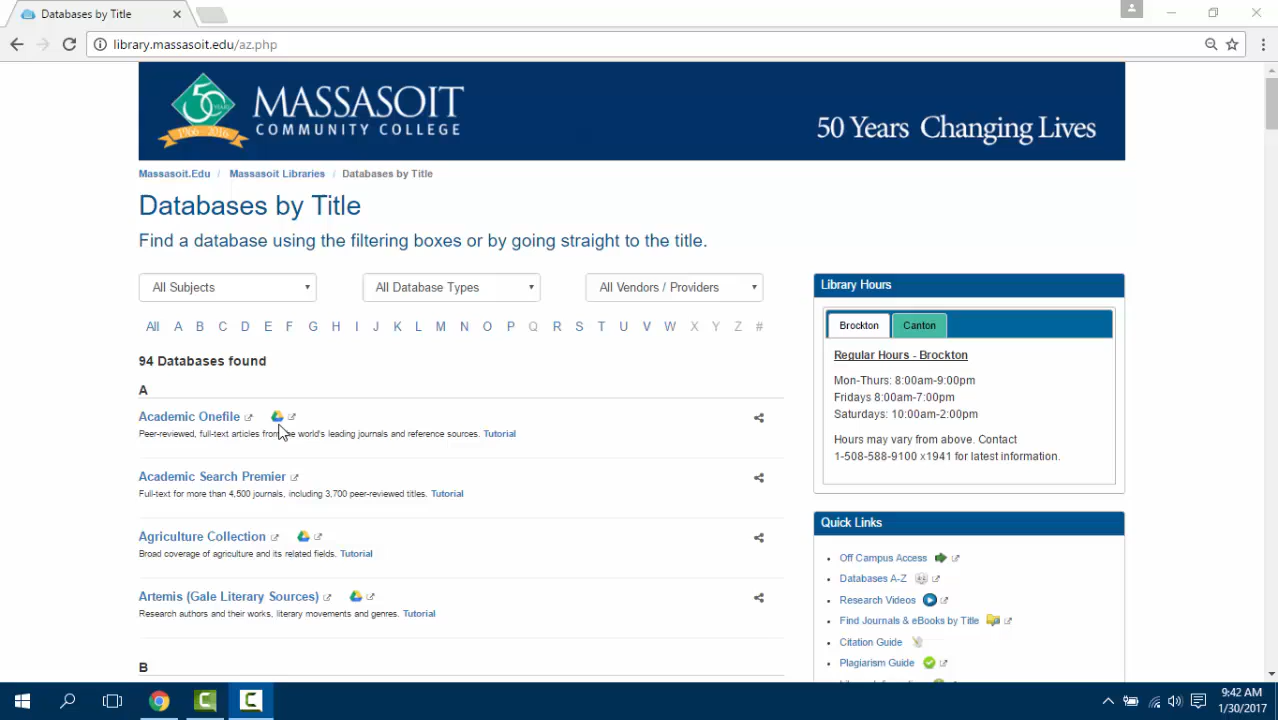 Databases by Title
library.massasoit.edu/az.php
50 YEARS
1966 - 2016
MASSASOIT
COMMUNITY COLLEGE
50 Years Changing Lives
Massasoit.Edu / Massasoit Libraries / Databases by Title
Databases by Title
Find a database using the filtering boxes or by going straight to the title.
All Subjects All Database Types All Vendors / Providers
All A B C D E F G H I J K L M N O P Q R S T U V W X Y Z #
94 Databases found
A
Academic Onefile
Peer-reviewed, full-text articles from world's leading journals and reference sources. Tutorial
Academic Search Premier
Full-text for more than 4,500 journals, including 3,700 peer-reviewed titles. Tutorial
Agriculture Collection
Broad coverage of agriculture and its related fields. Tutorial
Artemis (Gale Literary Sources)
Research authors and their works, literary movements and genres. Tutorial
B
Library Hours
Brockton Canton
Regular Hours - Brockton
Mon-Thurs: 8:00am-9:00pm
Fridays 8:00am-7:00pm
Saturdays: 10:00am-2:00pm
Hours may vary from above. Contact
1-508-588-9100 x1941 for latest information.
Quick Links
Off Campus Access
Databases A-Z
Research Videos
Find Journals & eBooks by Title
Citation Guide
Plagiarism Guide
9:42 AM
1/30/2017